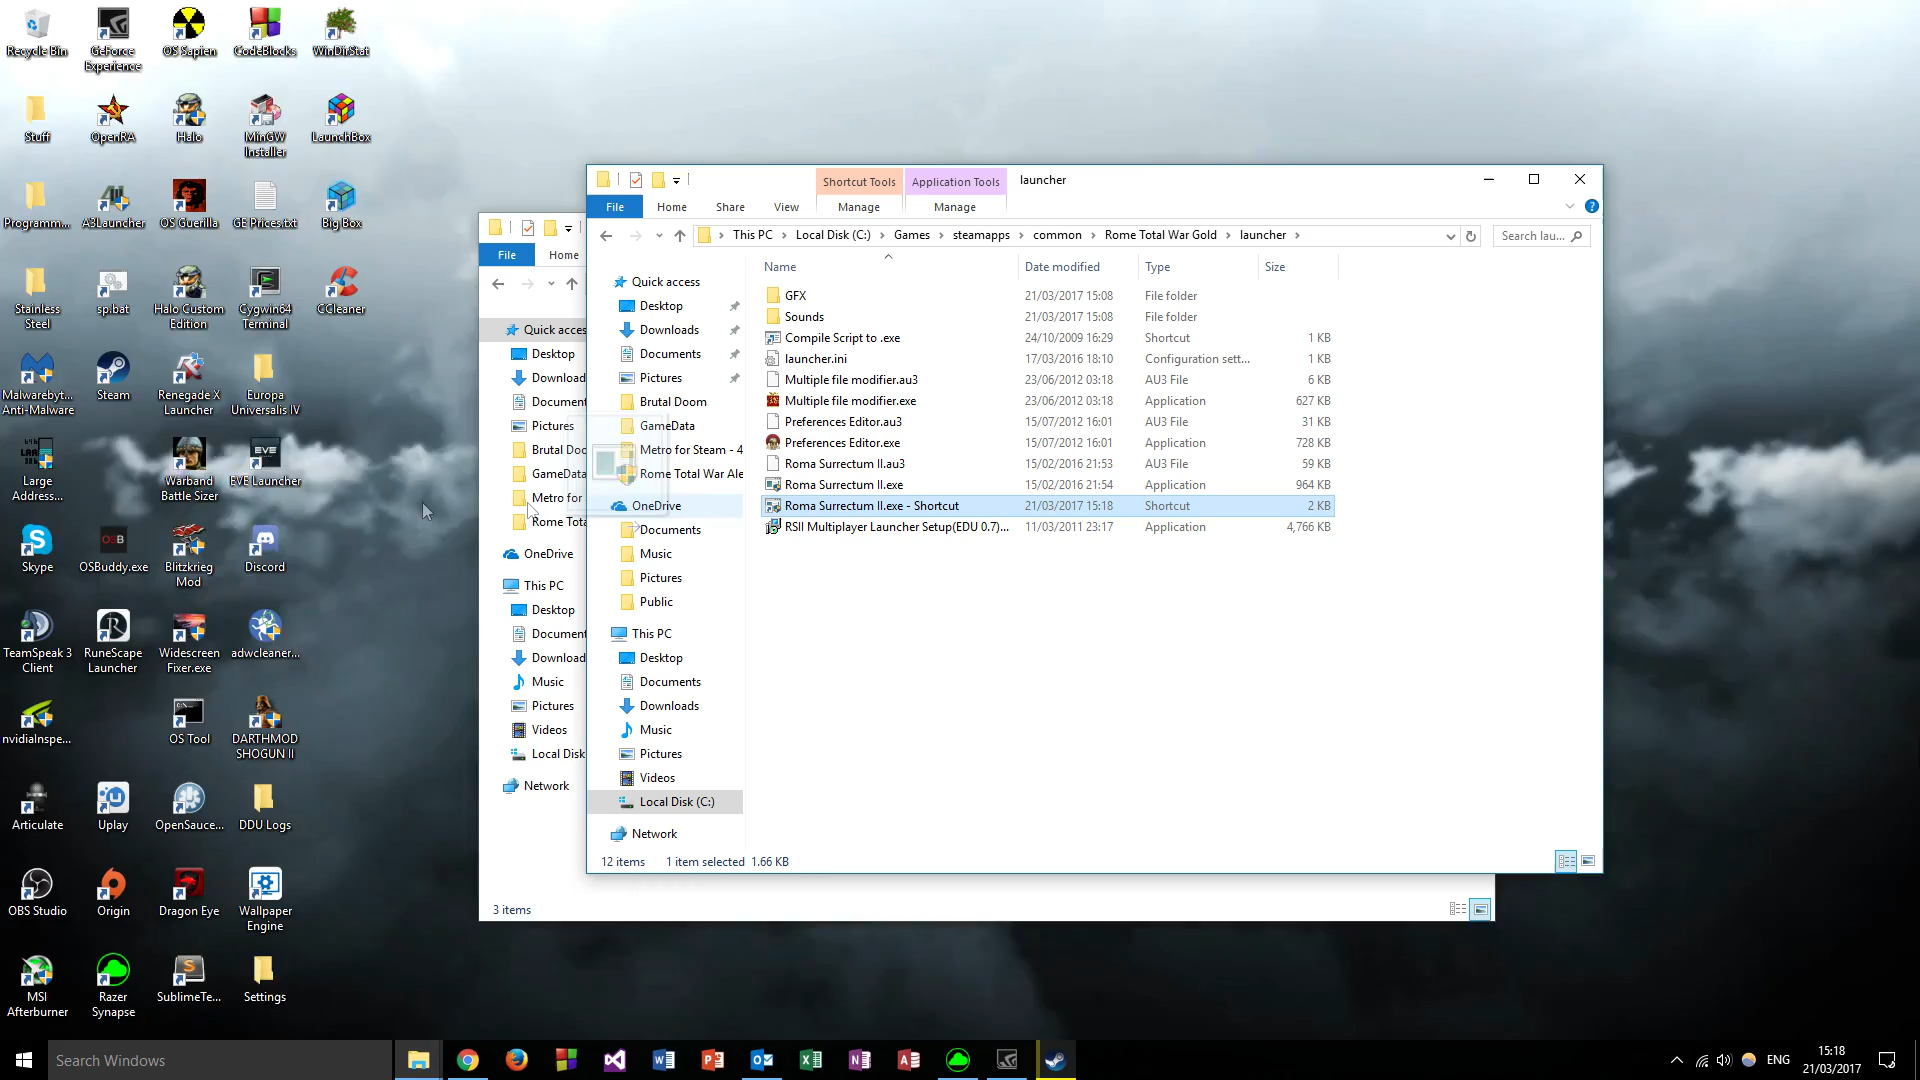 Recycle Bin
GeForce
Experience
OS Sapien
CodeBlocks
WinDirStat
Stuff
OpenRA
Halo
MinGW
Installer
LaunchBox
Programm...
A3Launcher
OS Guerilla
GE Prices.txt
Big Box
Stainless
Steel
sp.bat
Halo Custom
Edition
Cygwin64
Terminal
CCleaner
Malwarebyt...
Anti-Malware
Steam
Renegade X
Launcher
Europa
Universalis IV
Large
Address...
Warband
Battle Sizer
EVE
EVE Launcher
Skype
OSB
OSBuddy.exe
Blitzkrieg
Mod
Discord
TeamSpeak 3
Client
RuneScape
Launcher
Widescreen
Fixer.exe
adwcleaner...
nvidiaInspe...
OS Tool
DARTHMOD
SHOGUN II
Articulate
Uplay
OpenSauce...
DDU Logs
OBS Studio
Origin
Dragon Eye
Wallpaper
Engine
MSI
Afterburner
Razer
Synapse
SublimeTe...
Settings
File
Home
Quick acces
Desktop
Download
Document
Pictures
Brutal Doo
GameData
Metro for
Rome Tota
OneDrive
This PC
Desktop
Document
Download
Music
Pictures
Videos
Local Disk
Network
3 items
Shortcut Tools
Application Tools
launcher
File
Home
Share
View
Manage
Manage
This PC
Local Disk (C:)
Games
steamapps
common
Rome Total War Gold
launcher
Search lau...
Quick access
Desktop
Downloads
Documents
Pictures
Brutal Doom
GameData
Metro for Steam - 4
Rome Total War Ale
OneDrive
Documents
Music
Pictures
Public
This PC
Desktop
Documents
Downloads
Music
Pictures
Videos
Local Disk (C:)
Network
Name Date modified Type Size
GFX 21/03/2017 15:08 File folder
Sounds 21/03/2017 15:08 File folder
Compile Script to .exe 24/10/2009 16:29 Shortcut 1 KB
launcher.ini 17/03/2016 18:10 Configuration sett...
Multiple file modifier.au3 23/06/2012 03:18 AU3 File 6 KB
Multiple file modifier.exe 23/06/2012 03:18 Application 627 KB
Preferences Editor.au3 15/07/2012 16:01 AU3 File 31 KB
Preferences Editor.exe 15/07/2012 16:01 Application 728 KB
Roma Surrectum II.au3 15/02/2016 21:53 AU3 File 59 KB
Roma Surrectum II.exe 15/02/2016 21:54 Application 964 KB
Roma Surrectum II.exe - Shortcut 21/03/2017 15:18 Shortcut 2 KB
RSII Multiplayer Launcher Setup(EDU 0.7)... 11/03/2011 23:17 Application 4,766 KB
12 items 1 item selected 1.66 KB
Search Windows
ENG
15:18
21/03/2017